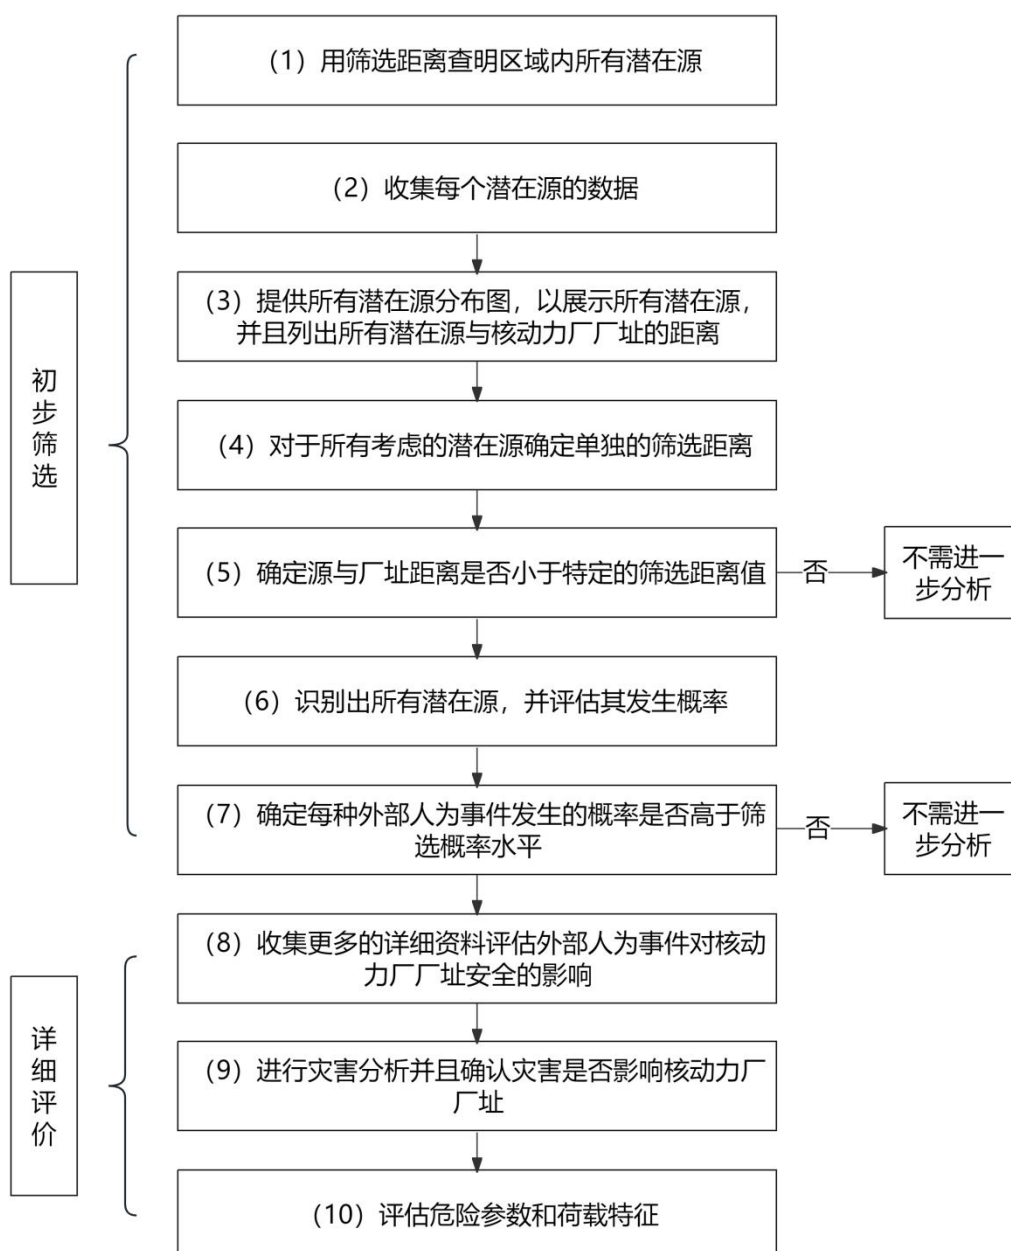 (1) 用筛选距离查明区域内所有潜在源
(2) 收集每个潜在源的数据
(3) 提供所有潜在源分布图，以展示所有潜在源，
并且列出所有潜在源与核动力厂厂址的距离
初
步
筛
选
(4) 对于所有考虑的潜在源确定单独的筛选距离
(5) 确定源与厂址距离是否小于特定的筛选距离值
否
不需进一
步分析
(6) 识别出所有潜在源，并评估其发生概率
(7) 确定每种外部人为事件发生的概率是否高于筛
选概率水平
否
不需进一
步分析
(8) 收集更多的详细资料评估外部人为事件对核动
力厂厂址安全的影响
详
细
评
价
(9) 进行灾害分析并且确认灾害是否影响核动力厂
厂址
(10) 评估危险参数和荷载特征